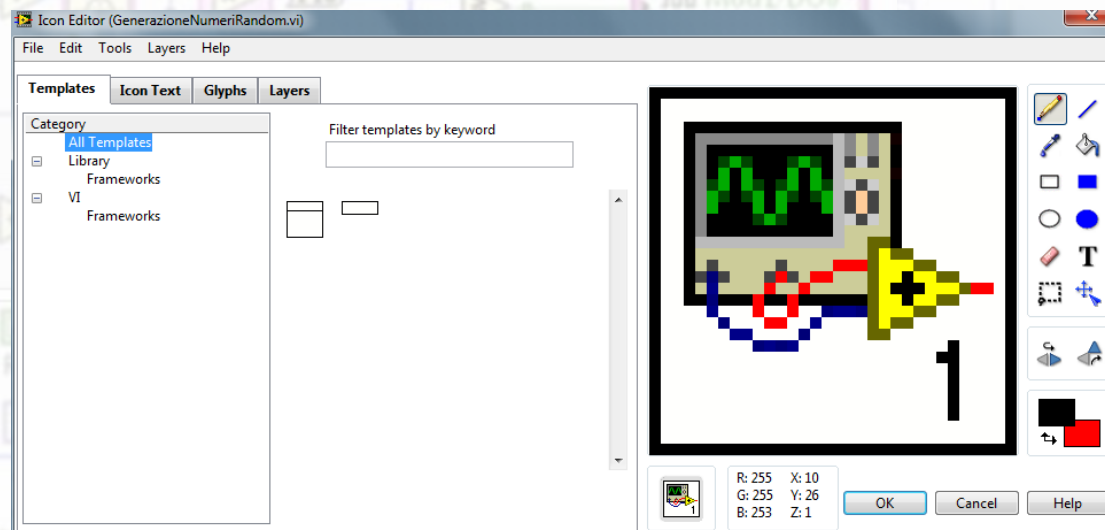 Icon Editor (GenerazioneNumeriRandom.vi)
File Edit Tools Layers Help
Templates Icon Text Glyphs Layers
Category
All Templates
Library
Frameworks
VI
Frameworks
Filter templates by keyword
1
T
1
R: 255 X: 10
G: 255 Y: 26
B: 253 Z: 1
OK Cancel Help